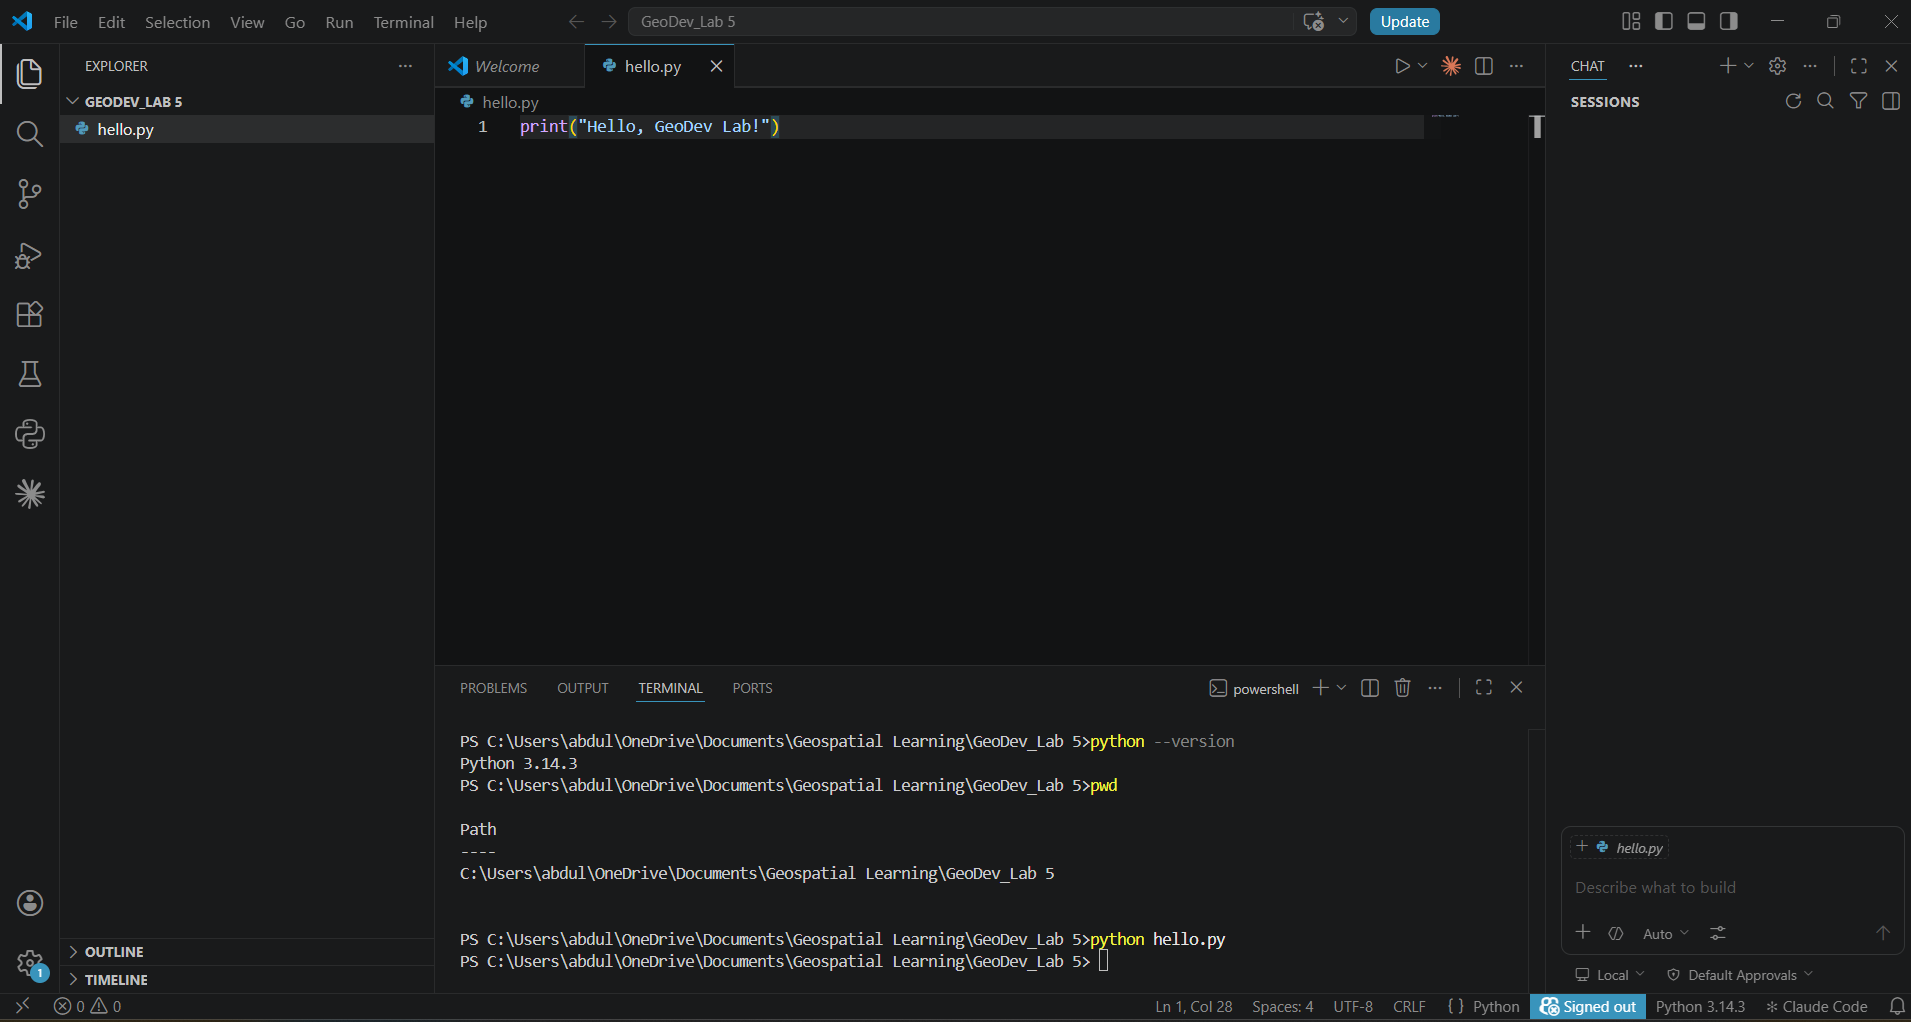 File Edit Selection View Go Run Terminal Help
GeoDev_Lab 5
Update
EXPLORER
GEODEV_LAB 5
hello.py
OUTLINE
TIMELINE
Welcome
hello.py
hello.py
1 print("Hello, GeoDev Lab!")
PROBLEMS OUTPUT TERMINAL PORTS
powershell
PS C:\Users\abdul\OneDrive\Documents\Geospatial Learning\GeoDev_Lab 5>python --version
Python 3.14.3
PS C:\Users\abdul\OneDrive\Documents\Geospatial Learning\GeoDev_Lab 5>pwd
Path
----
C:\Users\abdul\OneDrive\Documents\Geospatial Learning\GeoDev_Lab 5
PS C:\Users\abdul\OneDrive\Documents\Geospatial Learning\GeoDev_Lab 5>python hello.py
PS C:\Users\abdul\OneDrive\Documents\Geospatial Learning\GeoDev_Lab 5>
CHAT
SESSIONS
hello.py
Describe what to build
Auto
Local Default Approvals
1
0 0
Ln 1, Col 28 Spaces: 4 UTF-8 CRLF { } Python Signed out Python 3.14.3 Claude Code